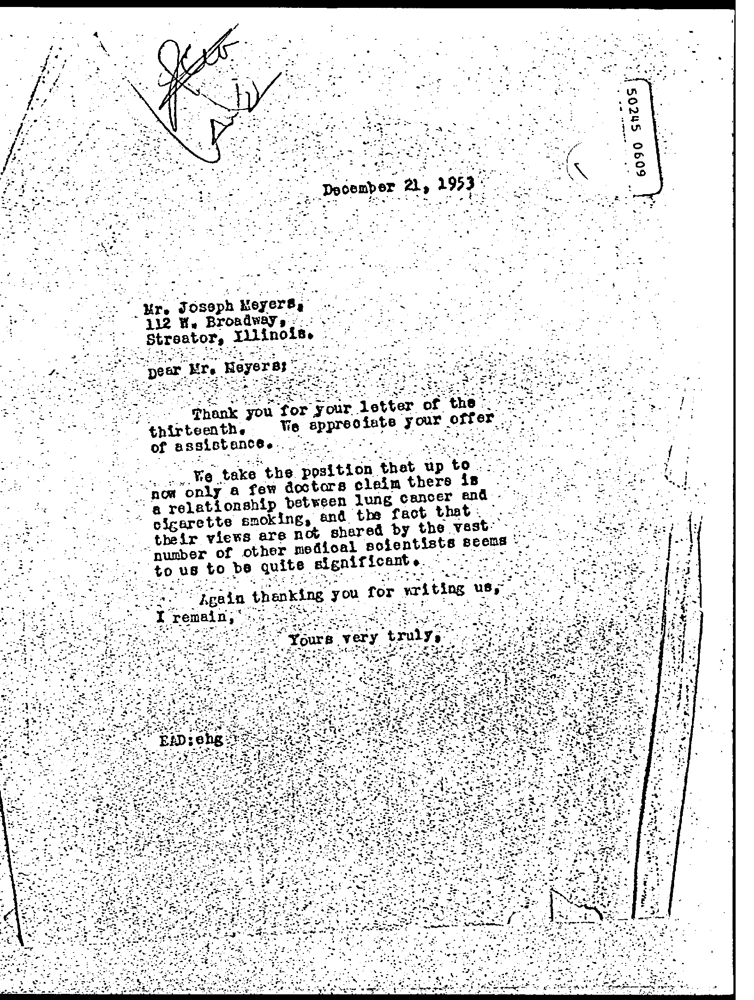 50245 0609
December 21, 1953
Mr. Joseph Meyers,
112 W. Broadway,
Streator, Illinois.
Dear Mr. Meyers:
Thank you for your letter of the
thirteenth. We appreciate your offer
of assistance.
We take the position that up to
now only a few doctors claim there is
a relationship between lung cancer and
cigarette smoking, and the fact that
their views are not shared by the vast
number of other medical scientists seems
to us to be quite significant.
Again thanking you for writing us,
I remain,
Yours very truly,
EAD:ehg